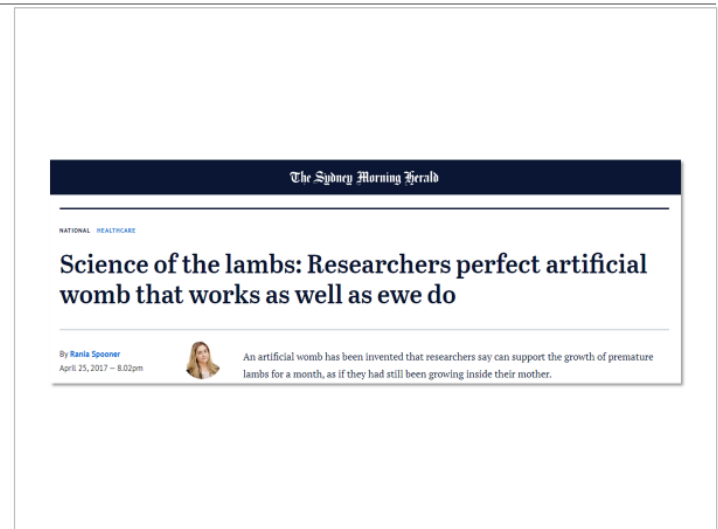 The Sydney Morning Herald
NATIONAL HEALTHCARE
Science of the lambs: Researchers perfect artificial
womb that works as well as ewe do
By Rania Spooner
April 25, 2017 — 8.02pm
An artificial womb has been invented that researchers say can support the growth of premature
lambs for a month, as if they had still been growing inside their mother.